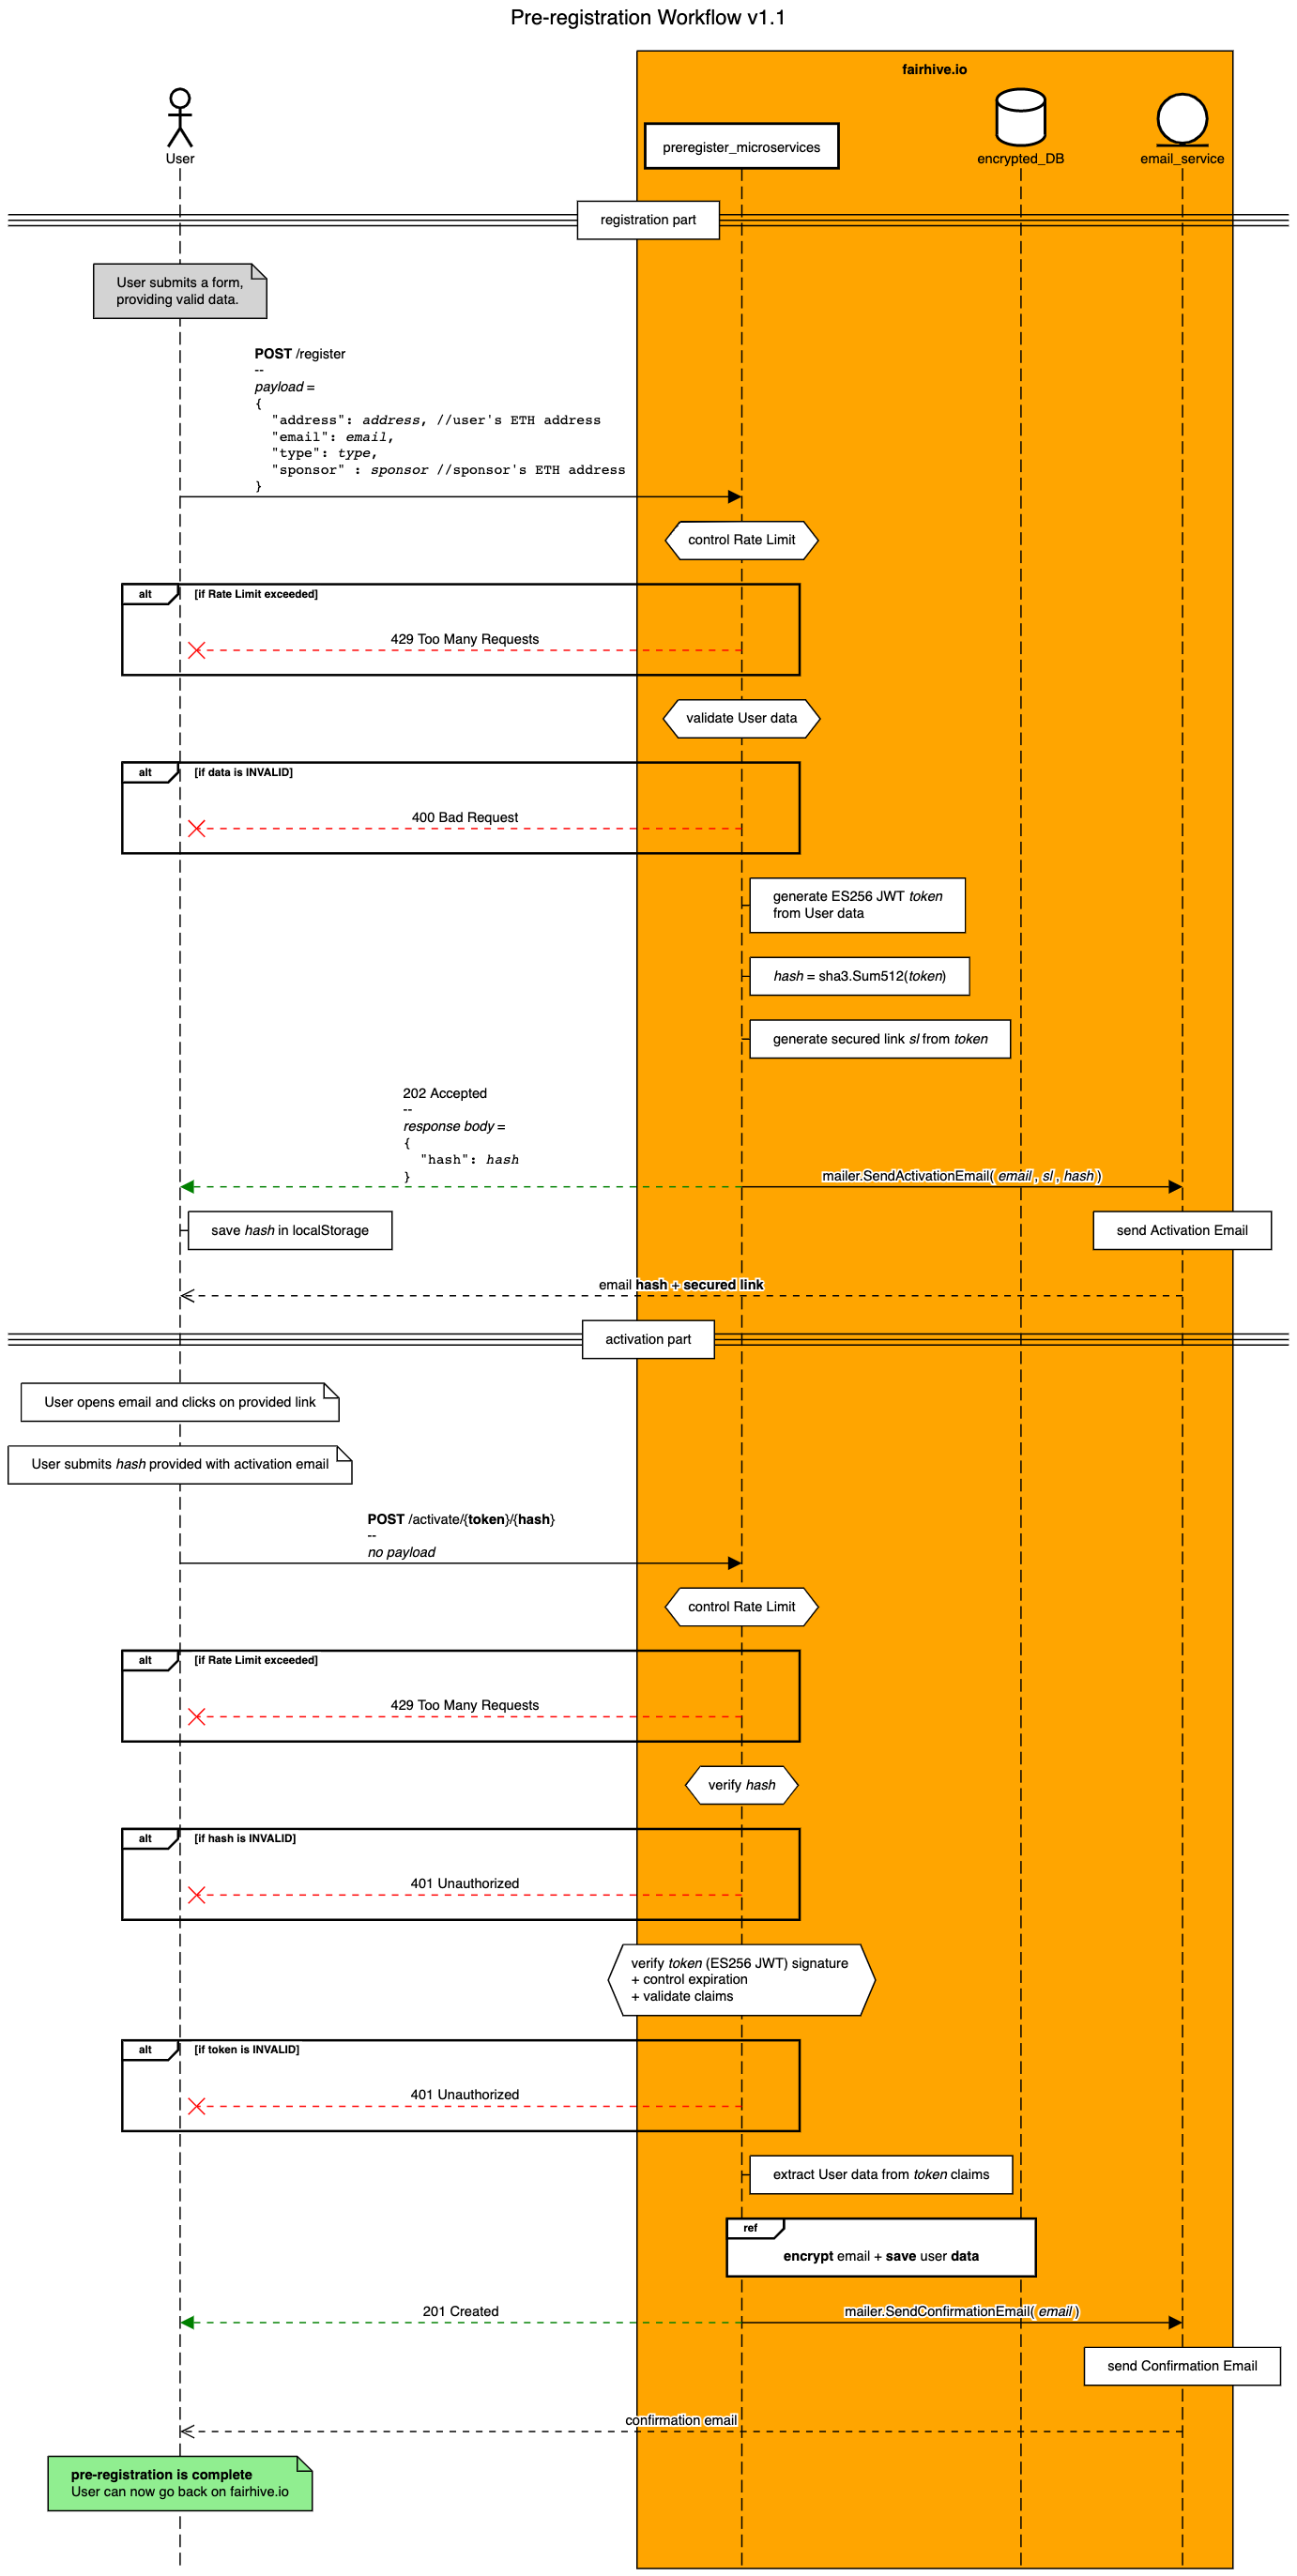 Pre-registration Workflow v1.1
fairhive.io
User
preregister_microservices
encrypted_DB
email_service
registration part
User submits a form,
providing valid data.
POST /register
--
payload =
{
"address": address, //user's ETH address
"email": email,
"type": type,
"sponsor" : sponsor //sponsor's ETH address
}
control Rate Limit
alt
[if Rate Limit exceeded]
429 Too Many Requests
validate User data
alt
[if data is INVALID]
400 Bad Request
generate ES256 JWT token
from User data
hash = sha3.Sum512(token)
generate secured link sl from token
202 Accepted
--
response body =
{
"hash": hash
}
mailer.SendActivationEmail( email , sl , hash )
save hash in localStorage
send Activation Email
email hash + secured link
activation part
User opens email and clicks on provided link
User submits hash provided with activation email
POST /activate/{token}/{hash}
--
no payload
control Rate Limit
alt
[if Rate Limit exceeded]
429 Too Many Requests
verify hash
alt
[if hash is INVALID]
401 Unauthorized
verify token (ES256 JWT) signature
+ control expiration
+ validate claims
alt
[if token is INVALID]
401 Unauthorized
extract User data from token claims
ref
encrypt email + save user data
201 Created
mailer.SendConfirmationEmail( email )
send Confirmation Email
confirmation email
pre-registration is complete
User can now go back on fairhive.io